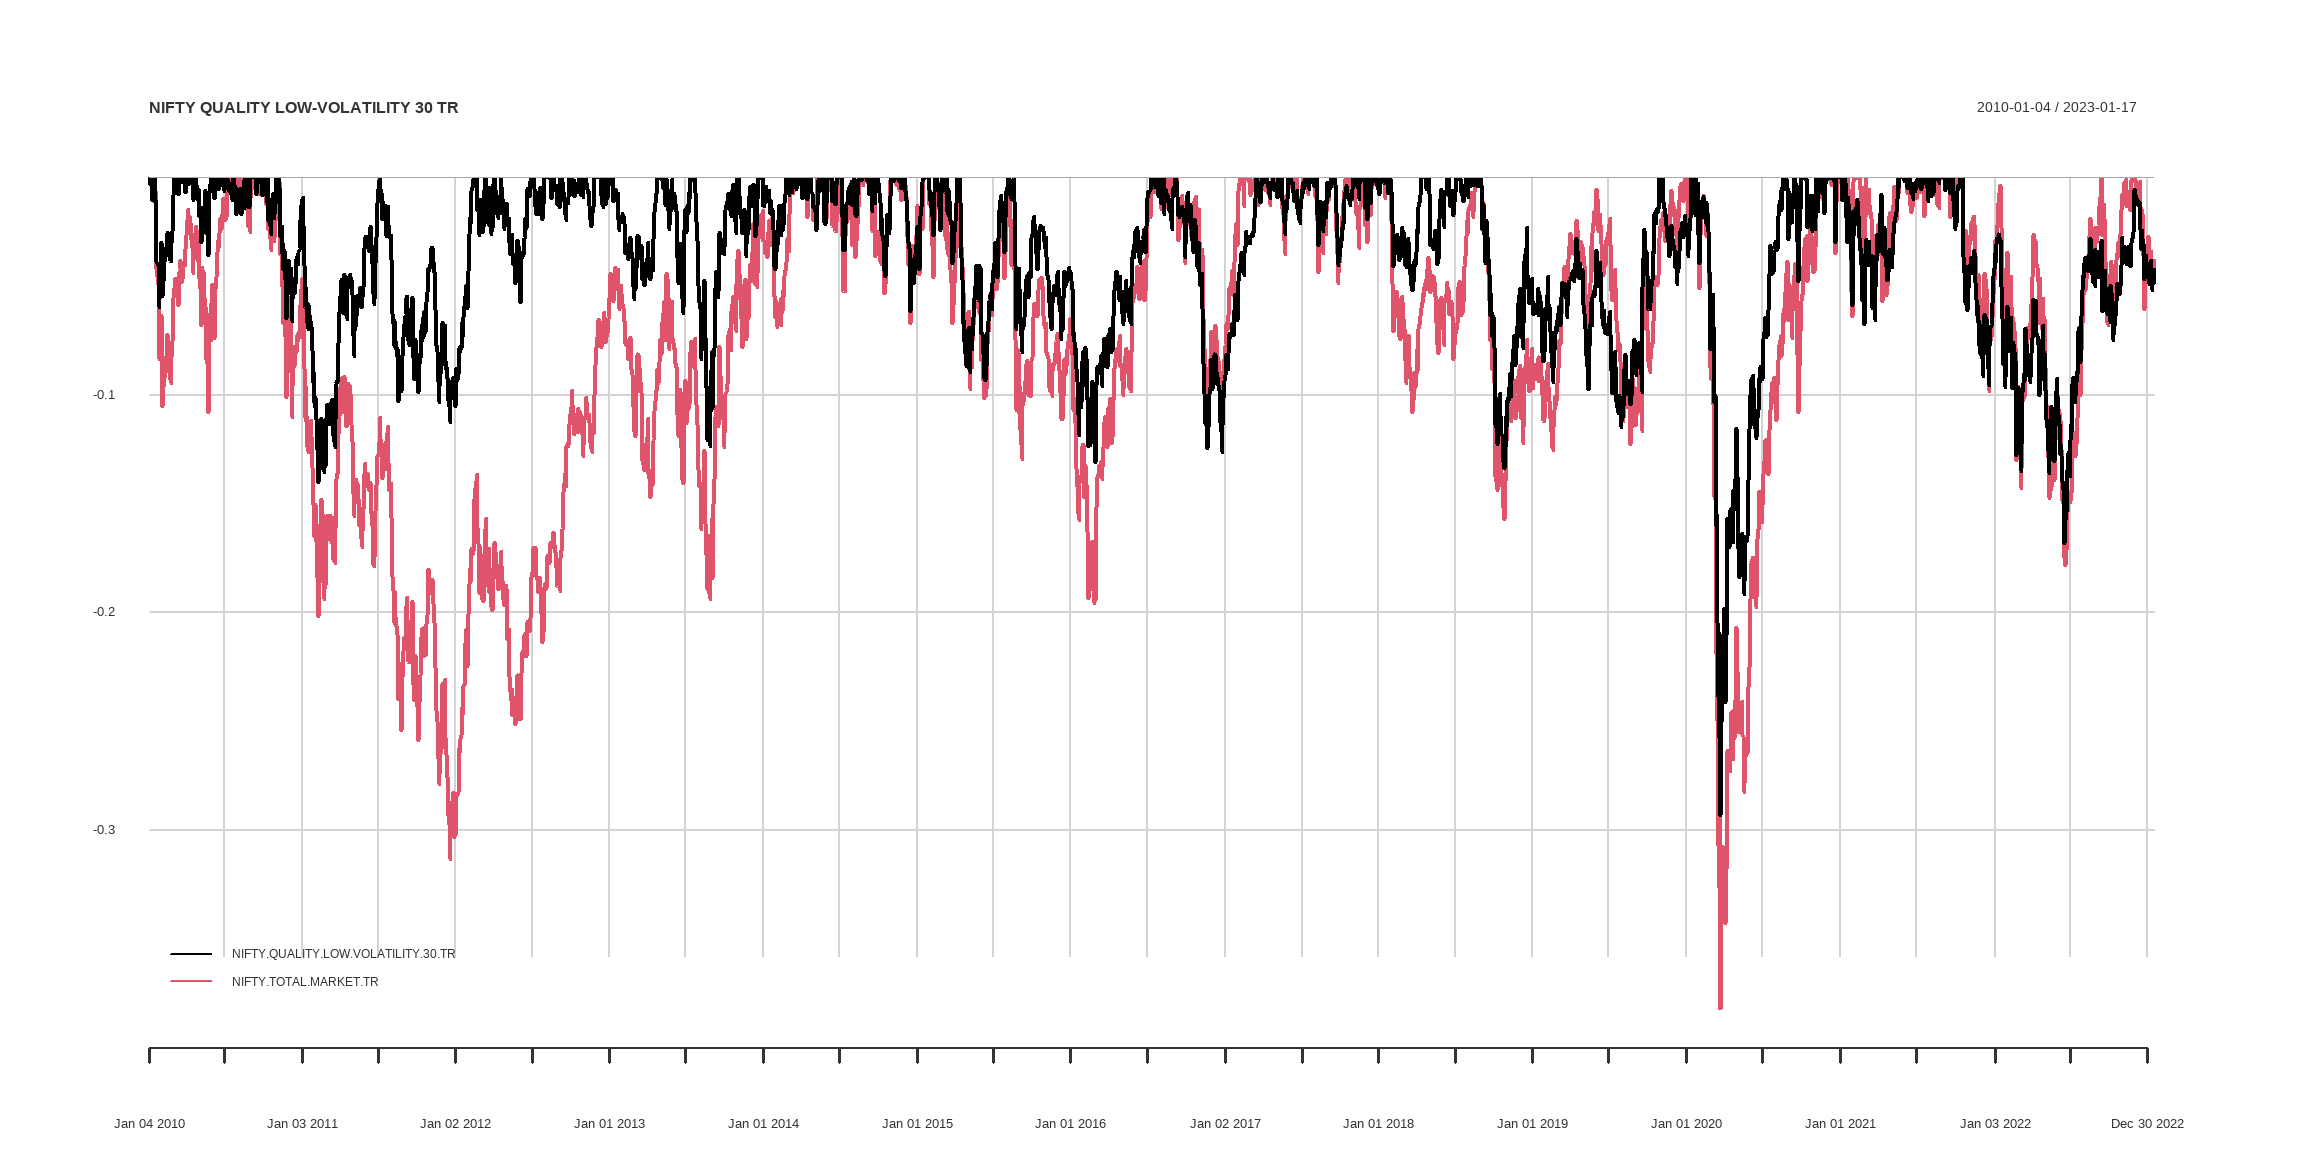 NIFTY QUALITY LOW-VOLATILITY 30 TR
2010-01-04 / 2023-01-17
-0.1
-0.2
-0.3
NIFTY.QUALITY.LOW.VOLATILITY.30.TR
NIFTY.TOTAL.MARKET.TR
Jan 04 2010 Jan 03 2011 Jan 02 2012 Jan 01 2013 Jan 01 2014 Jan 01 2015 Jan 01 2016 Jan 02 2017 Jan 01 2018 Jan 01 2019 Jan 01 2020 Jan 01 2021 Jan 03 2022 Dec 30 2022